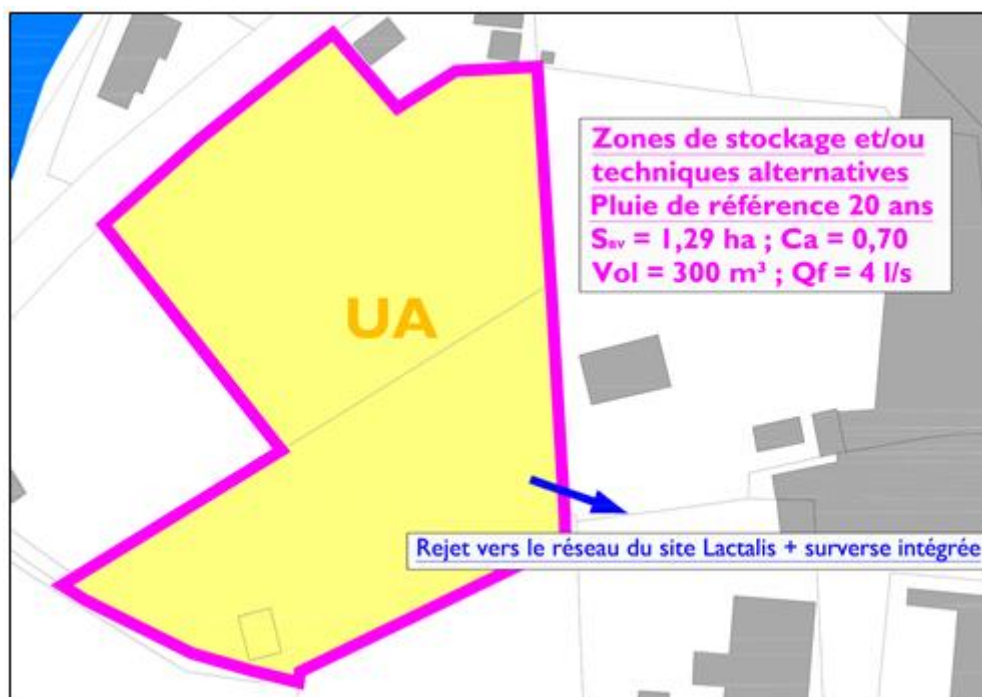 Zones de stockage et/ou
techniques alternatives
Pluie de référence 20 ans
SBV = 1,29 ha ; Ca = 0,70
Vol = 300 m³ ; Qf = 4 l/s
UA
Rejet vers le réseau du site Lactalis + surverse intégrée